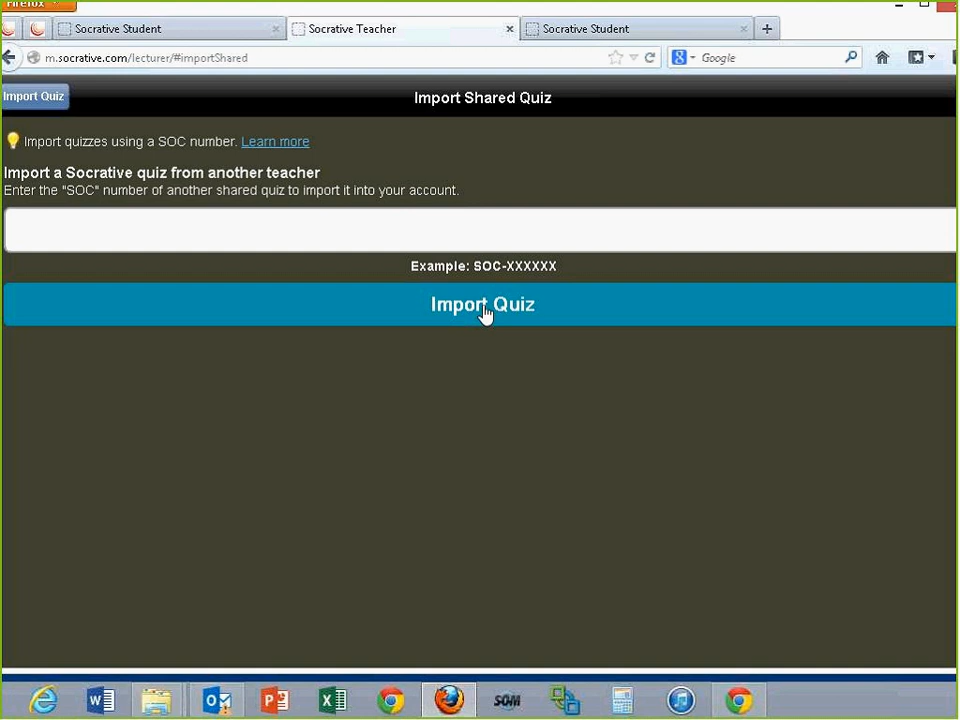 Firefox
Socrative Student
Socrative Teacher
Socrative Student
m.socrative.com/lecturer/#importShared
Google
Import Quiz
Import Shared Quiz
Import quizzes using a SOC number. Learn more
Import a Socrative quiz from another teacher
Enter the "SOC" number of another shared quiz to import it into your account.
Example: SOC-XXXXXX
Import Quiz
SOM